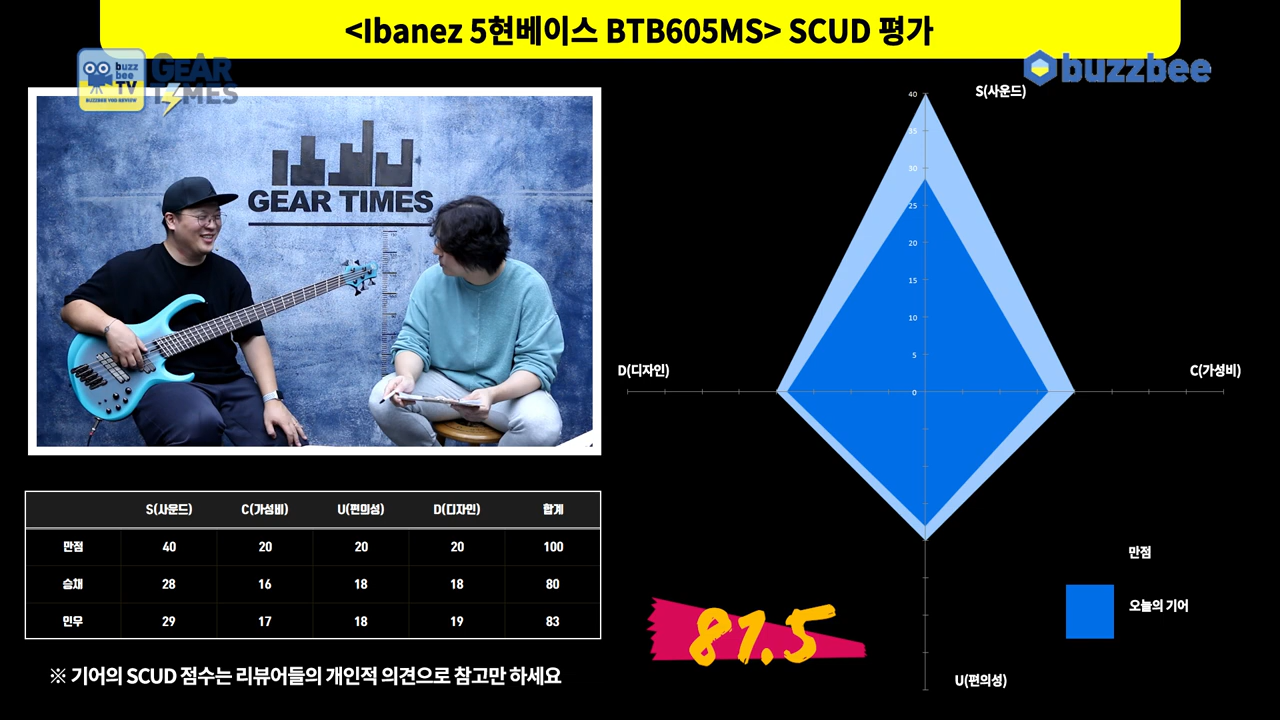 <Ibanez 5현베이스 BTB605MS> SCUD 평가
buzz
bee
TV
BUZZBEE VOD REVIEW
GEAR
TIMES
buzzbee
GEAR TIMES
S(사운드)
40
35
30
25
20
15
10
5
0
D(디자인)
C(가성비)
U(편의성)
만점
오늘의 기어
S(사운드) C(가성비) U(편의성) D(디자인) 합계
만점 40 20 20 20 100
승채 28 16 18 18 80
민우 29 17 18 19 83
81.5
※ 기어의 SCUD 점수는 리뷰어들의 개인적 의견으로 참고만 하세요